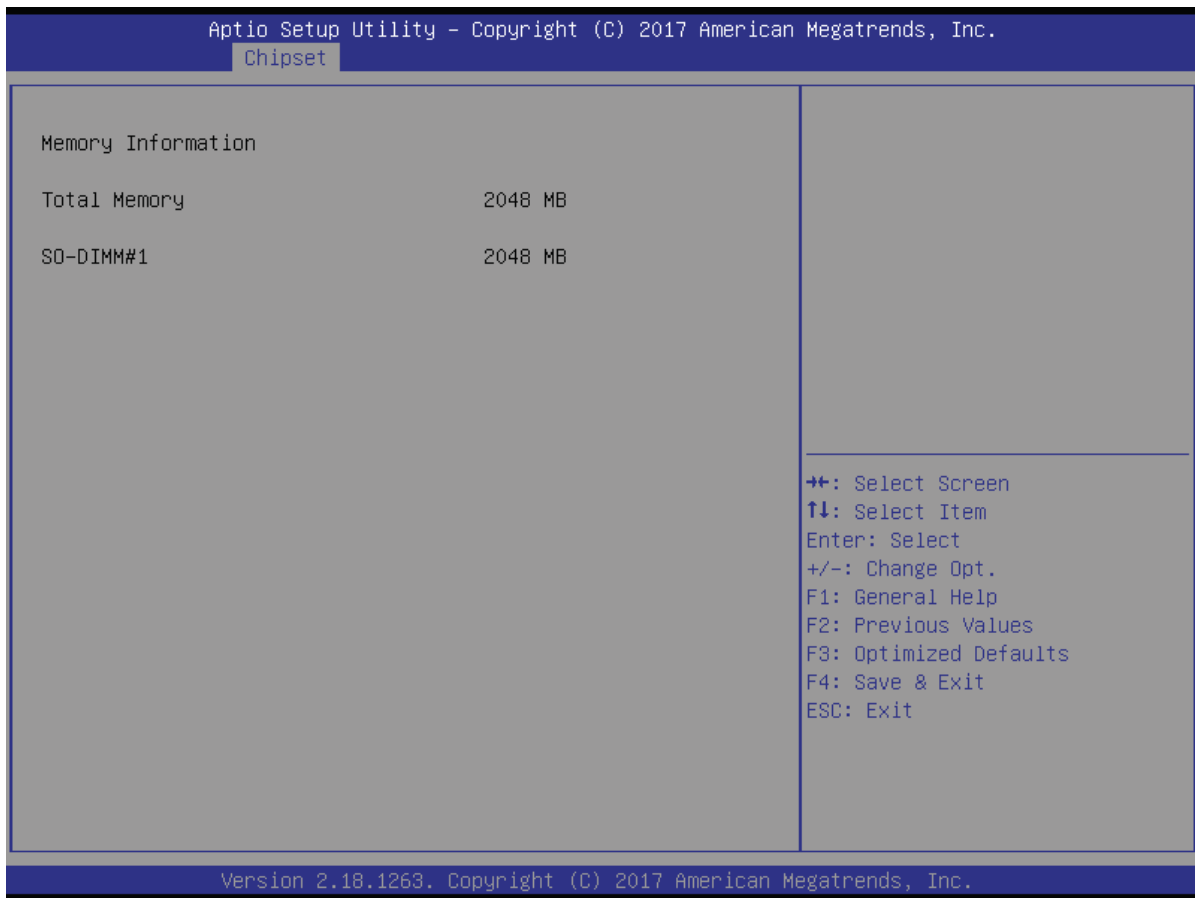 Aptio Setup Utility – Copyright (C) 2017 American Megatrends, Inc.
Chipset
Memory Information
Total Memory 2048 MB
SO-DIMM#1 2048 MB
→←: Select Screen
↑↓: Select Item
Enter: Select
+/-: Change Opt.
F1: General Help
F2: Previous Values
F3: Optimized Defaults
F4: Save & Exit
ESC: Exit
Version 2.18.1263. Copyright (C) 2017 American Megatrends, Inc.